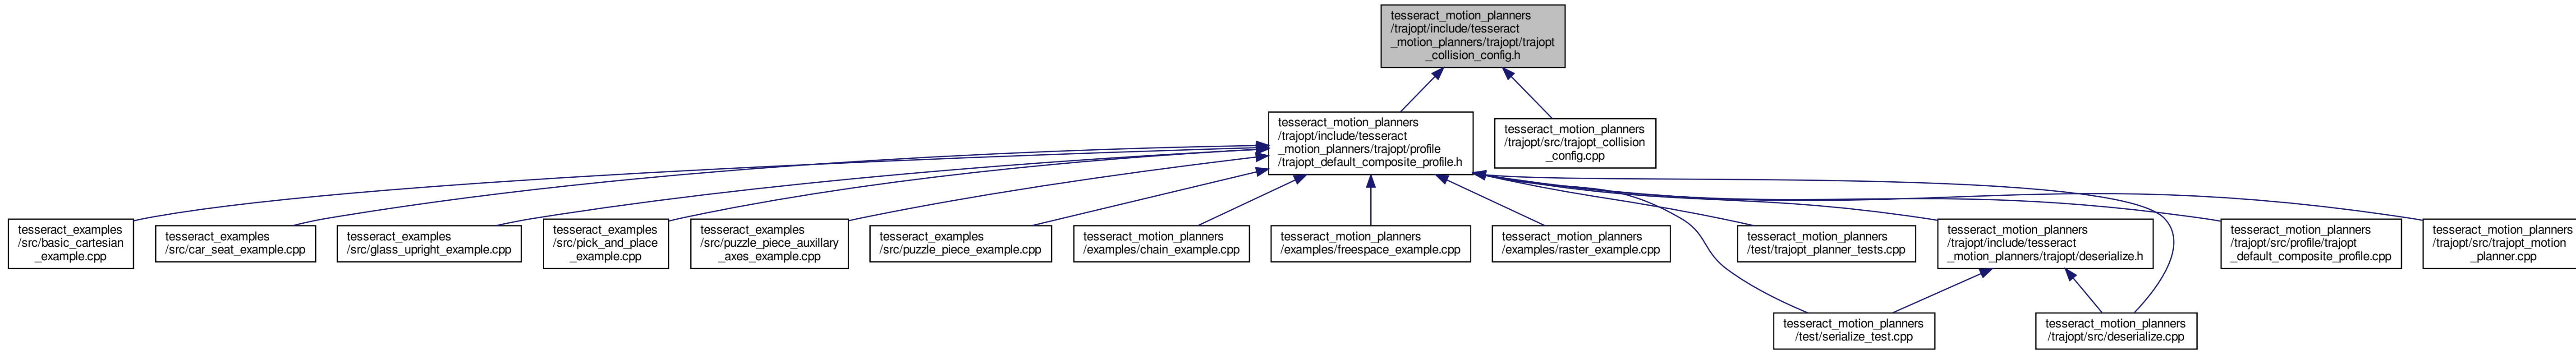 tesseract_motion_planners
/trajopt/include/tesseract
_motion_planners/trajopt/trajopt
_collision_config.h
tesseract_motion_planners
/trajopt/include/tesseract
_motion_planners/trajopt/profile
/trajopt_default_composite_profile.h
tesseract_motion_planners
/trajopt/src/trajopt_collision
_config.cpp
tesseract_examples
/src/basic_cartesian
_example.cpp
tesseract_examples
/src/car_seat_example.cpp
tesseract_examples
/src/glass_upright_example.cpp
tesseract_examples
/src/pick_and_place
_example.cpp
tesseract_examples
/src/puzzle_piece_auxillary
_axes_example.cpp
tesseract_examples
/src/puzzle_piece_example.cpp
tesseract_motion_planners
/examples/chain_example.cpp
tesseract_motion_planners
/examples/freespace_example.cpp
tesseract_motion_planners
/examples/raster_example.cpp
tesseract_motion_planners
/test/trajopt_planner_tests.cpp
tesseract_motion_planners
/trajopt/include/tesseract
_motion_planners/trajopt/deserialize.h
tesseract_motion_planners
/trajopt/src/profile/trajopt
_default_composite_profile.cpp
tesseract_motion_planners
/trajopt/src/trajopt_motion
_planner.cpp
tesseract_motion_planners
/test/serialize_test.cpp
tesseract_motion_planners
/trajopt/src/deserialize.cpp